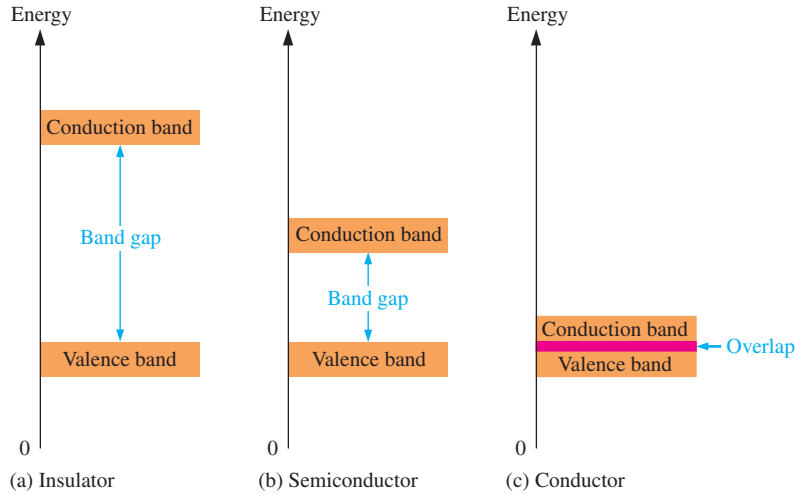 Energy
Conduction band
Band gap
Valence band
0
(a) Insulator
Energy
Conduction band
Band gap
Valence band
0
(b) Semiconductor
Energy
Conduction band
Overlap
Valence band
0
(c) Conductor